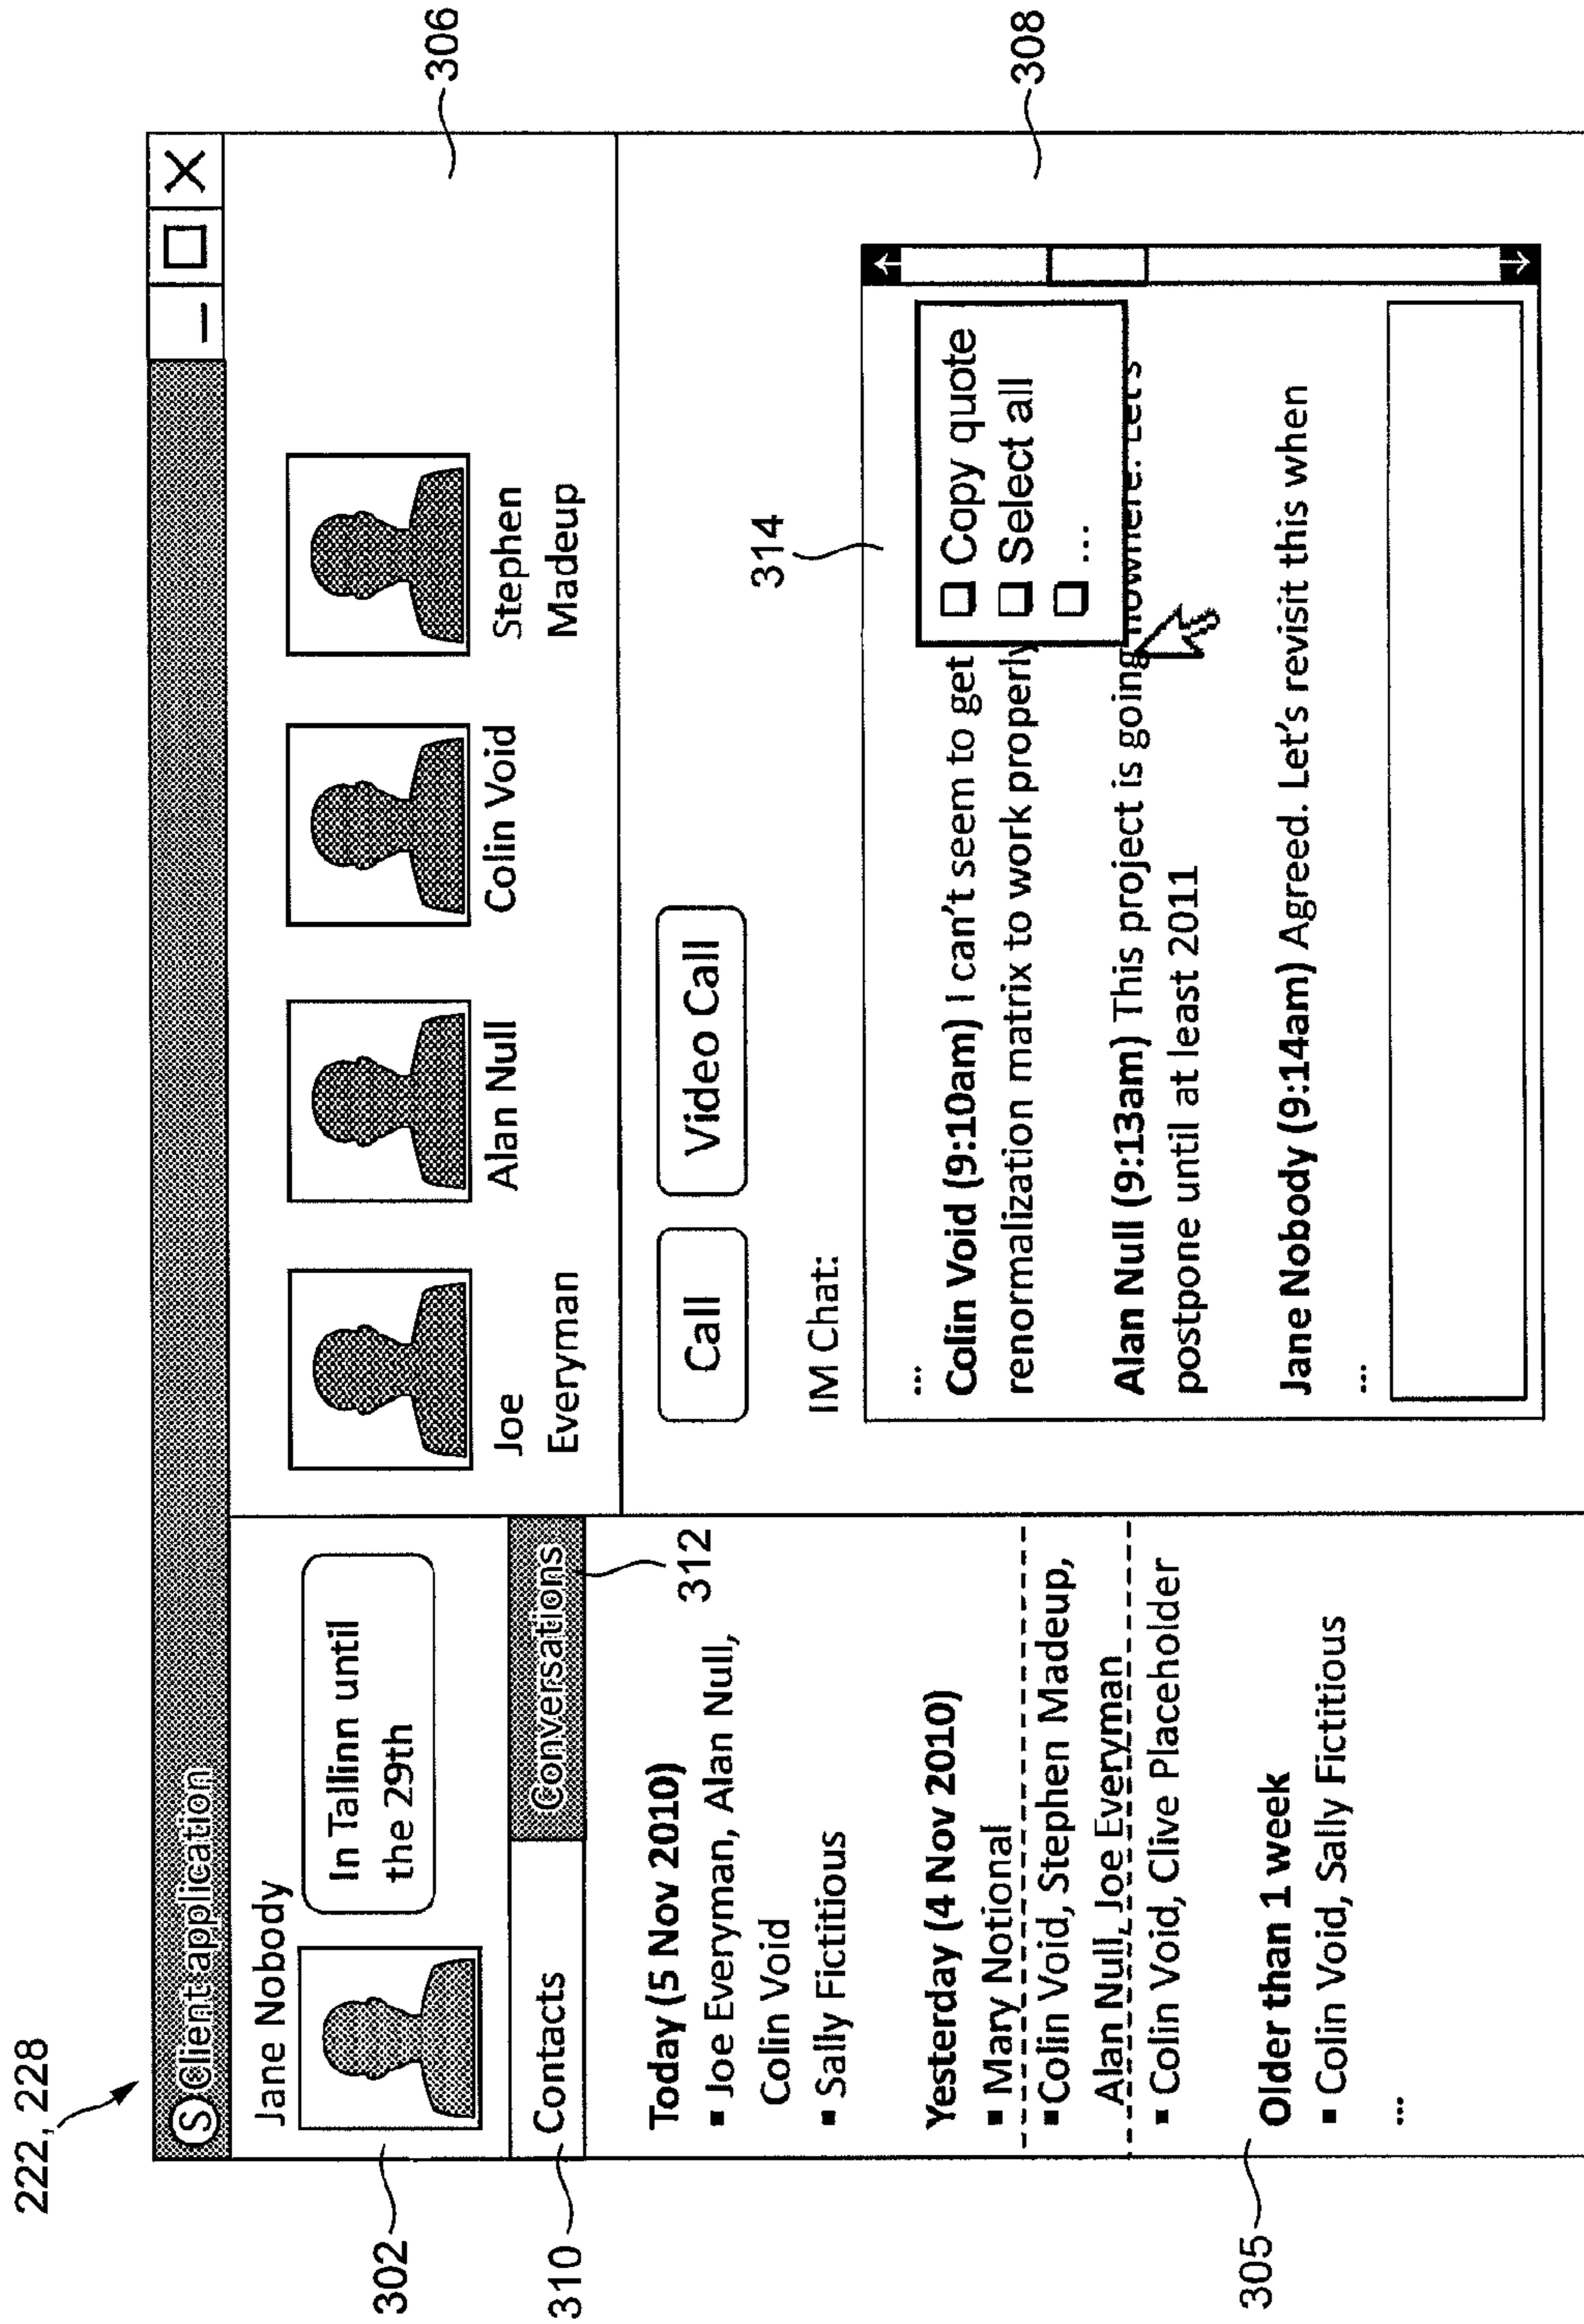 222, 228
Ⓢ Client application
Jane Nobody
In Tallinn until
the 29th
302
310
Contacts
Conversations
312
Today (5 Nov 2010)
▪ Joe Everyman, Alan Null,
Colin Void
▪ Sally Fictitious
Yesterday (4 Nov 2010)
▪ Mary Notional
▪ Colin Void, Stephen Madeup,
Alan Null, Joe Everyman
▪ Colin Void, Clive Placeholder
305
Older than 1 week
▪ Colin Void, Sally Fictitious
...
Joe
Everyman
Alan Null
Colin Void
Stephen
Madeup
306
Call
Video Call
308
IM Chat:
314
...
Colin Void (9:10am) I can't seem to get
renormalization matrix to work properly
❑ Copy quote
❑ Select all
❑ ...
Alan Null (9:13am) This project is going nowhere. Let's
postpone until at least 2011
Jane Nobody (9:14am) Agreed. Let's revisit this when
...